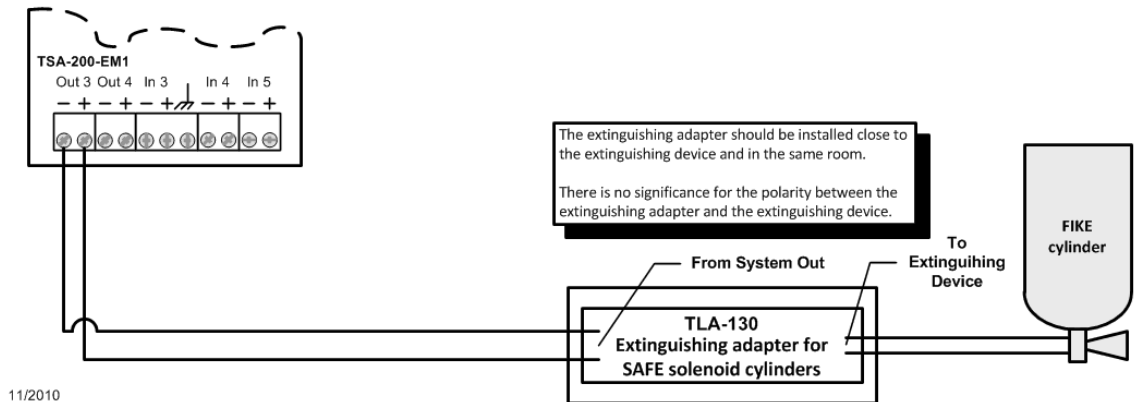 TSA-200-EM1
Out 3 Out 4 In 3 In 4 In 5
- + - + - + - + - +
The extinguishing adapter should be installed close to
the extinguishing device and in the same room.
There is no significance for the polarity between the
extinguishing adapter and the extinguishing device.
FIKE
cylinder
From System Out
To
Extinguihing
Device
TLA-130
Extinguishing adapter for
SAFE solenoid cylinders
11/2010